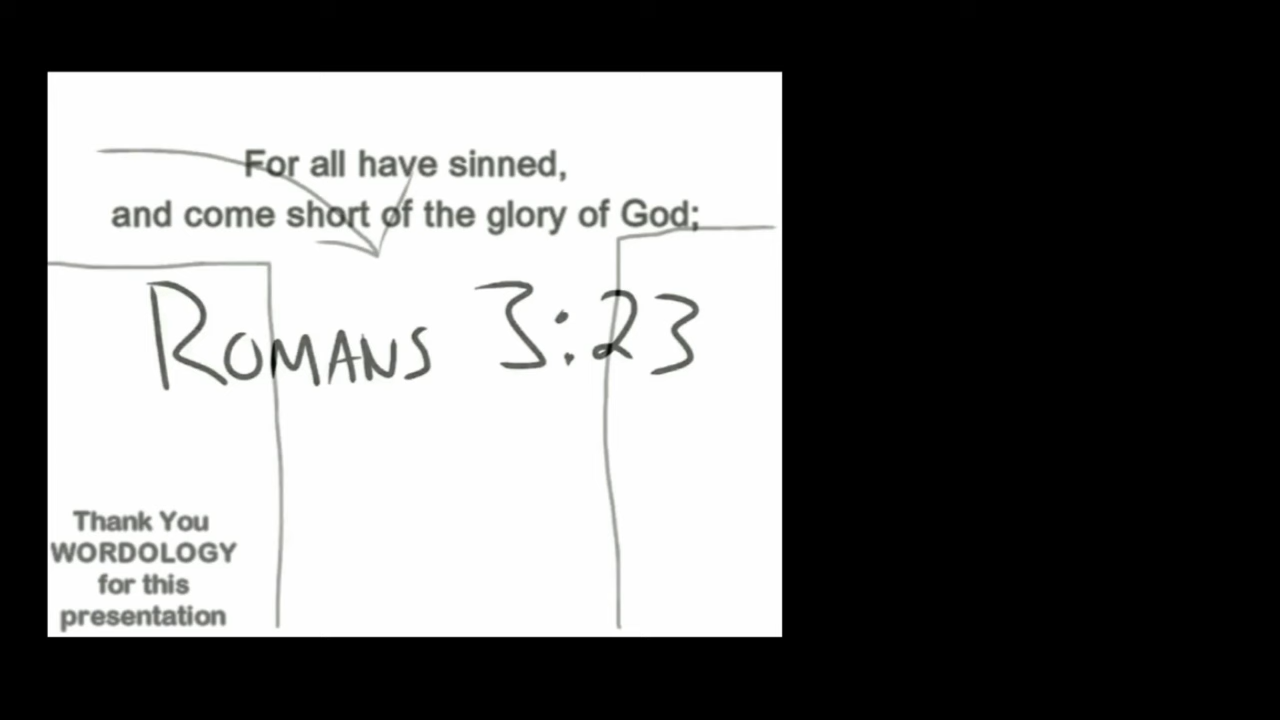 For all have sinned,
and come short of the glory of God;
ROMANS 3:23
Thank You
WORDOLOGY
for this
presentation